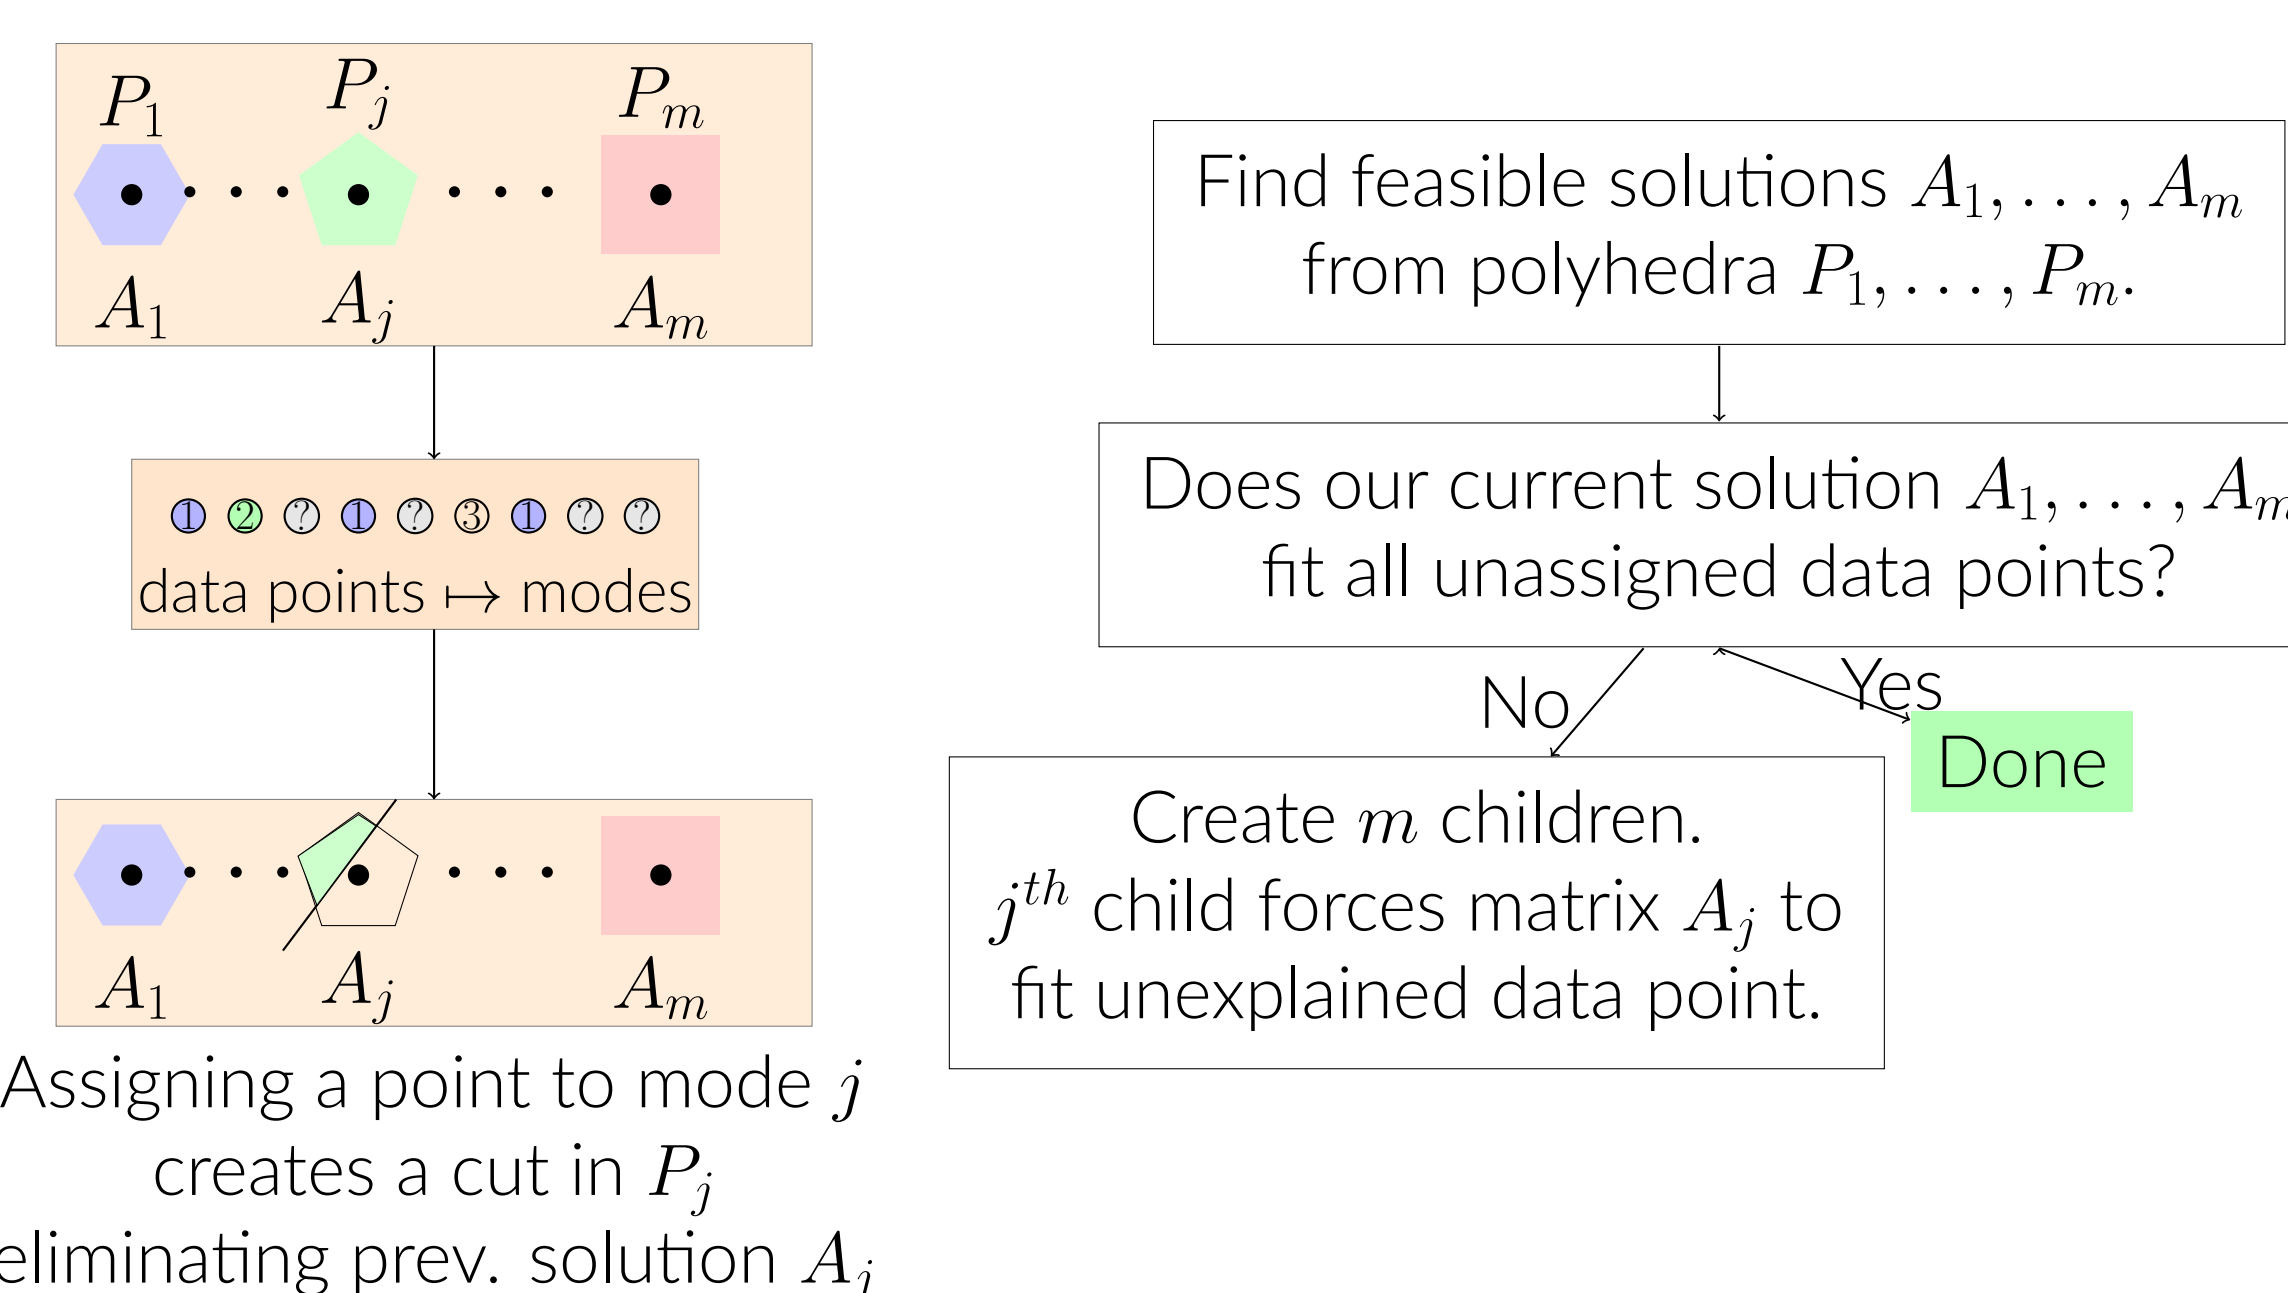 P₁ Pⱼ Pₘ
A₁ Aⱼ Aₘ
1 2 ? 1 ? 3 1 ? ?
data points ↦ modes
A₁ Aⱼ Aₘ
Assigning a point to mode j
creates a cut in Pⱼ
eliminating prev. solution Aⱼ
Find feasible solutions A₁, . . . , Aₘ
from polyhedra P₁, . . . , Pₘ.
Does our current solution A₁, . . . , Aₘ
fit all unassigned data points?
No
Yes
Done
Create m children.
jᵗʰ child forces matrix Aⱼ to
fit unexplained data point.